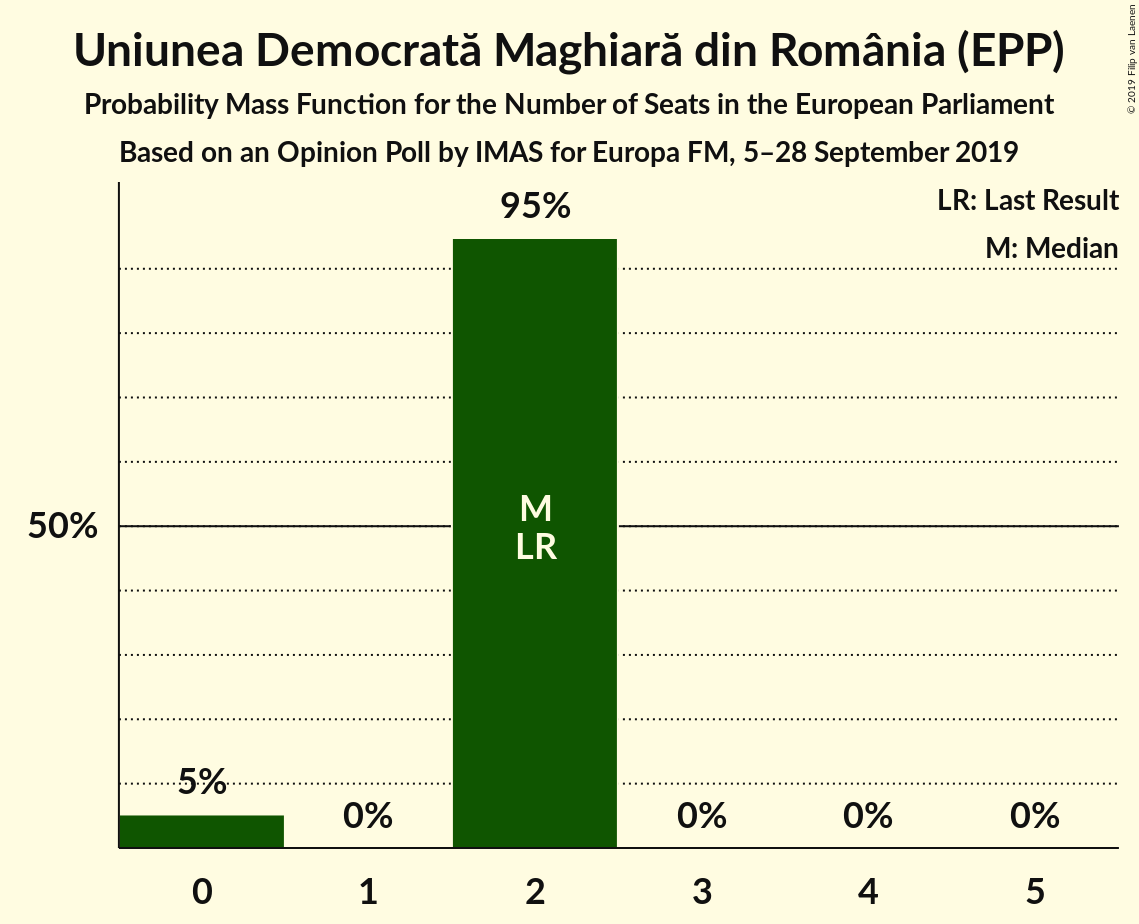 Uniunea Democrată Maghiară din România (EPP)
Probability Mass Function for the Number of Seats in the European Parliament
Based on an Opinion Poll by IMAS for Europa FM, 5–28 September 2019
© 2019 Filip van Laenen
LR: Last Result
M: Median
95%
50%
M
LR
5%
0%
0%
0%
0%
0
1
2
3
4
5